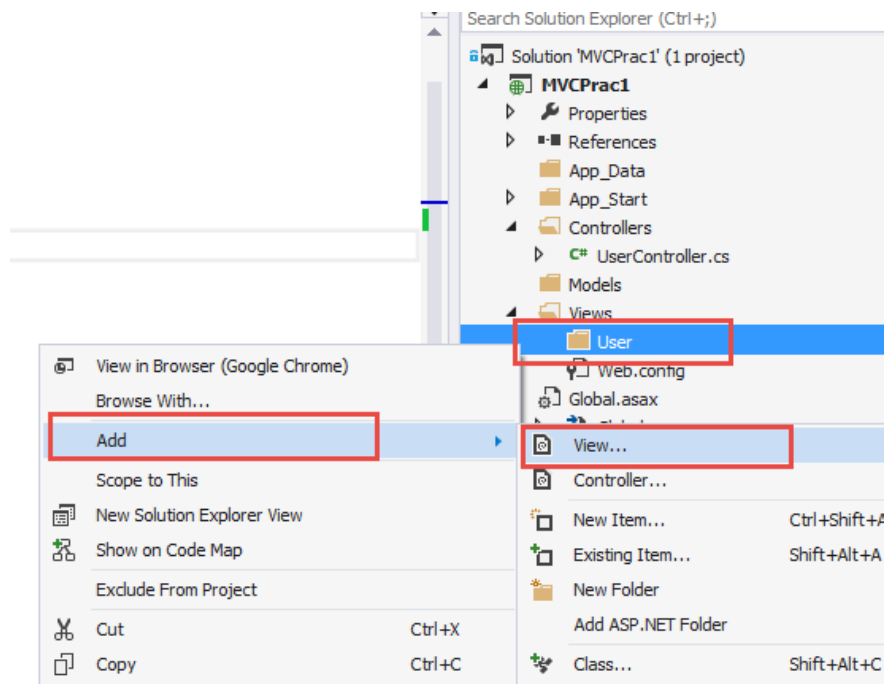 Search Solution Explorer (Ctrl+;)
Solution 'MVCPrac1' (1 project)
MVCPrac1
Properties
References
App_Data
App_Start
Controllers
C# UserController.cs
Models
Views
User
Web.config
Global.asax
View in Browser (Google Chrome)
Browse With...
Add
Scope to This
New Solution Explorer View
Show on Code Map
Exclude From Project
Cut Ctrl+X
Copy Ctrl+C
View...
Controller...
New Item... Ctrl+Shift+A
Existing Item... Shift+Alt+A
New Folder
Add ASP.NET Folder
Class... Shift+Alt+C